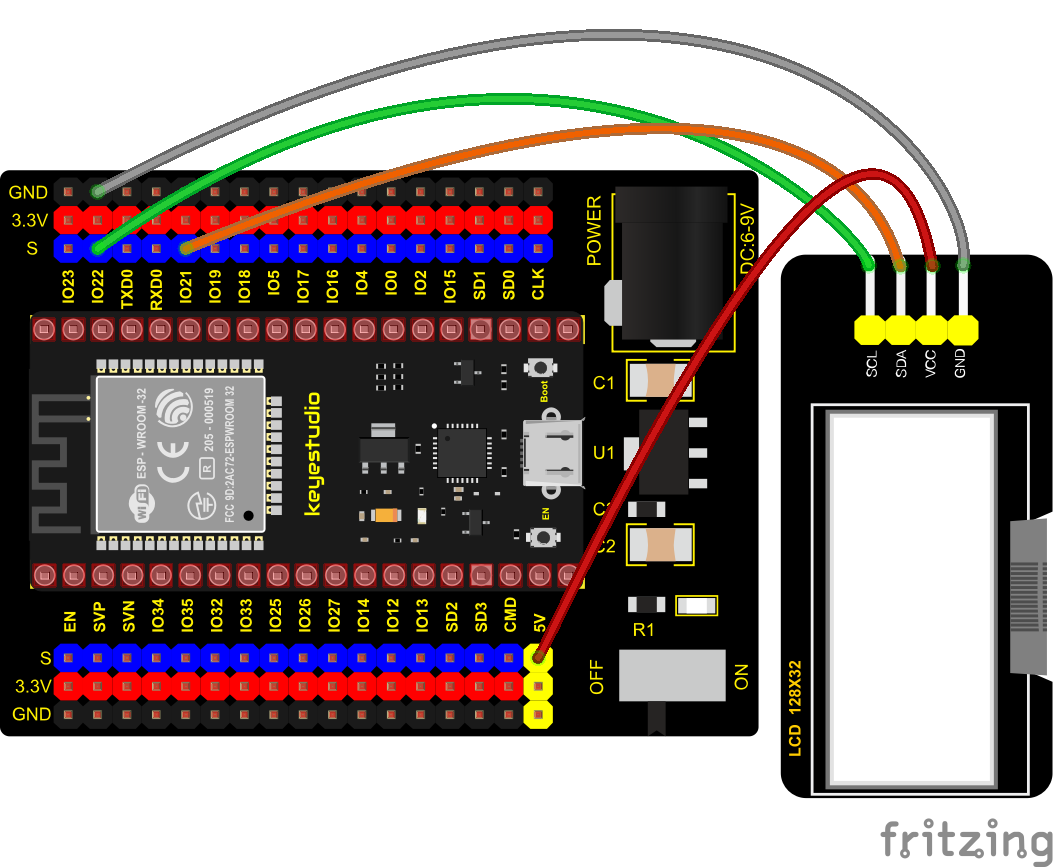 GND
3.3V
S
IO23
IO22
TXD0
RXD0
IO21
IO19
IO18
IO5
IO17
IO16
IO4
IO0
IO2
IO15
SD1
SD0
CLK
POWER
DC:6-9V
SCL
SDA
VCC
GND
WiFi
ESP - WROOM -32
CE
R
205 - 000519
FCC 9D:2AC72-ESPWROOM 32
keyestudio
Boot
EN
C1
U1
C2
R1
EN
SVP
SVN
IO34
IO35
IO32
IO33
IO25
IO26
IO27
IO14
IO12
IO13
SD2
SD3
CMD
5V
S
3.3V
GND
OFF
ON
LCD 128X32
fritzing